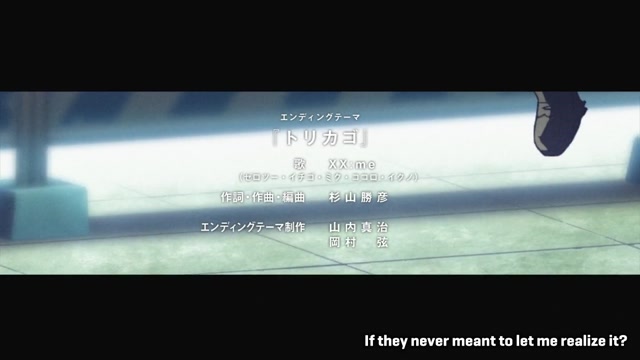 エンディングテーマ
『トリカゴ』
歌　XX:me
(ゼロツー・イチゴ・ミク・ココロ・イクノ)
作詞・作曲・編曲　杉山勝彦
エンディングテーマ制作　山内真治
岡村　弦
If they never meant to let me realize it?